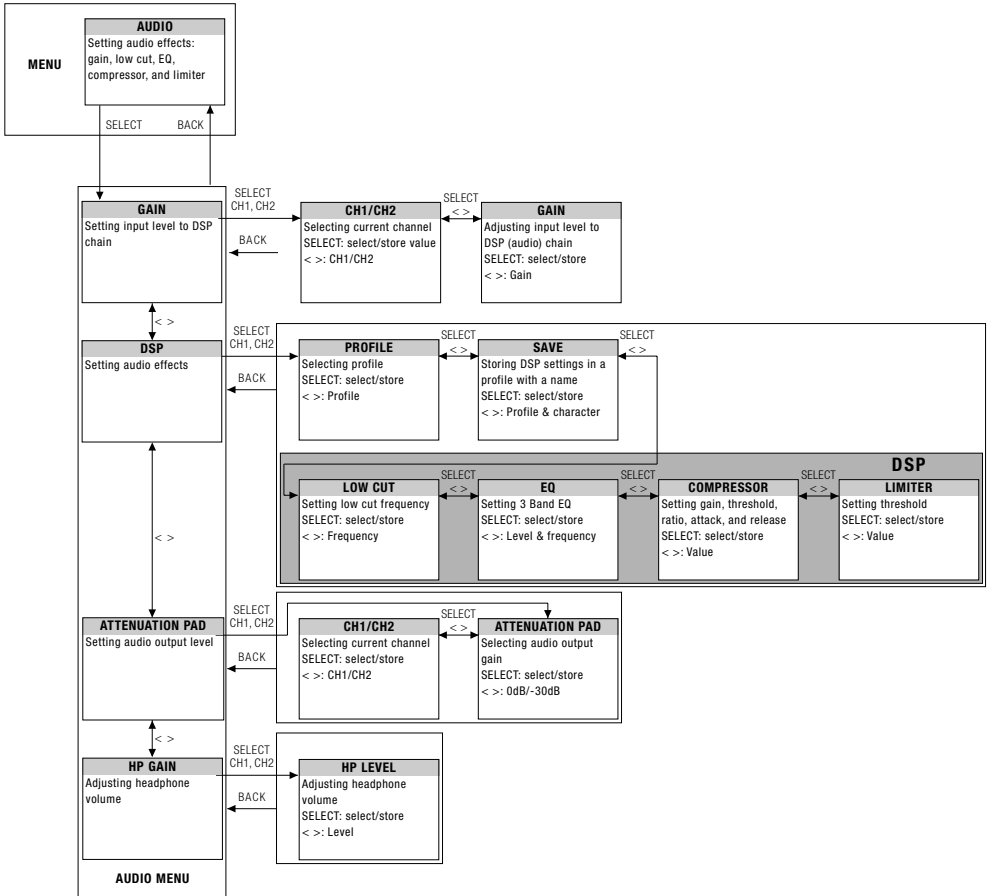 AUDIO
Setting audio effects:
gain, low cut, EQ,
compressor, and limiter
MENU
SELECT
BACK
GAIN
Setting input level to DSP
chain
SELECT
CH1, CH2
BACK
CH1/CH2
Selecting current channel
SELECT: select/store value
< >: CH1/CH2
SELECT
< >
GAIN
Adjusting input level to
DSP (audio) chain
SELECT: select/store
< >: Gain
< >
DSP
Setting audio effects
SELECT
CH1, CH2
BACK
PROFILE
Selecting profile
SELECT: select/store
< >: Profile
SELECT
< >
SAVE
Storing DSP settings in a
profile with a name
SELECT: select/store
< >: Profile & character
SELECT
< >
DSP
LOW CUT
Setting low cut frequency
SELECT: select/store
< >: Frequency
SELECT
< >
EQ
Setting 3 Band EQ
SELECT: select/store
< >: Level & frequency
SELECT
< >
COMPRESSOR
Setting gain, threshold,
ratio, attack, and release
SELECT: select/store
< >: Value
SELECT
< >
LIMITER
Setting threshold
SELECT: select/store
< >: Value
< >
ATTENUATION PAD
Setting audio output level
SELECT
CH1, CH2
BACK
CH1/CH2
Selecting current channel
SELECT: select/store
< >: CH1/CH2
SELECT
< >
ATTENUATION PAD
Selecting audio output
gain
SELECT: select/store
< >: 0dB/-30dB
< >
HP GAIN
Adjusting headphone
volume
SELECT
CH1, CH2
BACK
HP LEVEL
Adjusting headphone
volume
SELECT: select/store
< >: Level
AUDIO MENU